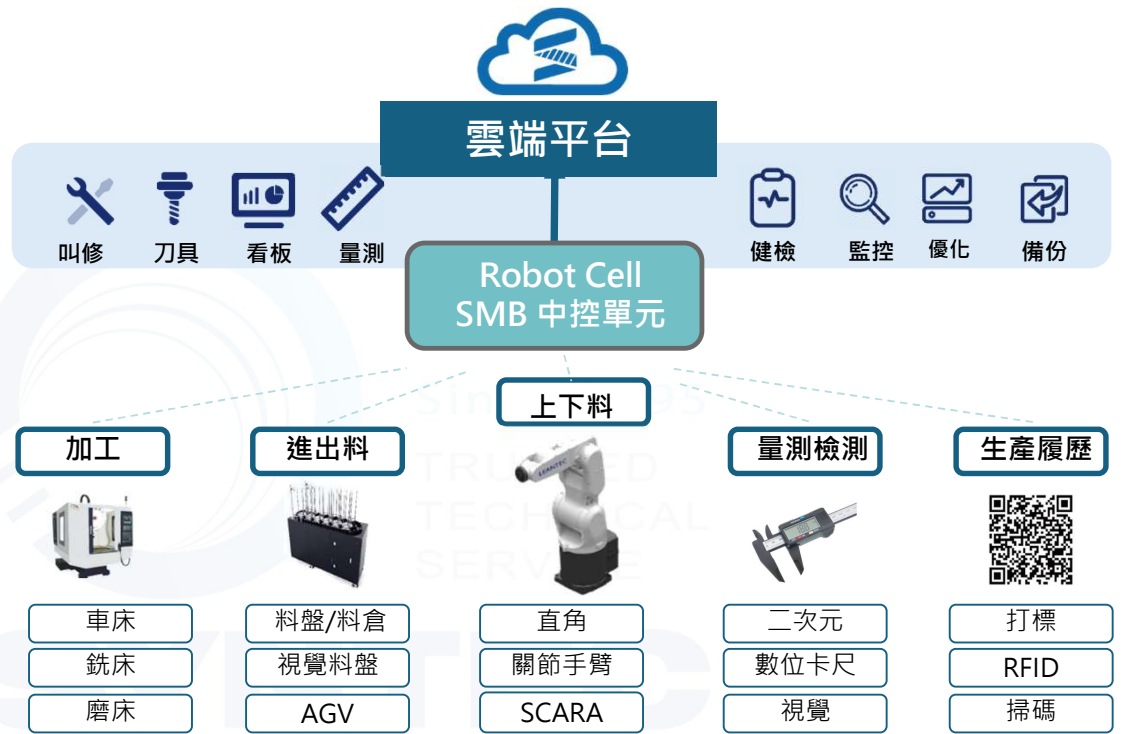 雲端平台
叫修
刀具
看板
量測
健檢
監控
優化
備份
Robot Cell
SMB 中控單元
加工
進出料
上下料
量測檢測
生產履歷
LEANTEC
車床
料盤/料倉
直角
二次元
打標
銑床
視覺料盤
關節手臂
數位卡尺
RFID
磨床
AGV
SCARA
視覺
掃碼